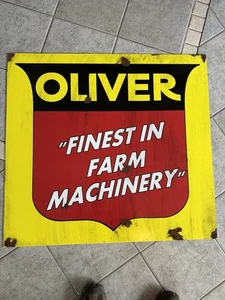 OLIVER
"FINEST IN
FARM
MACHINERY"